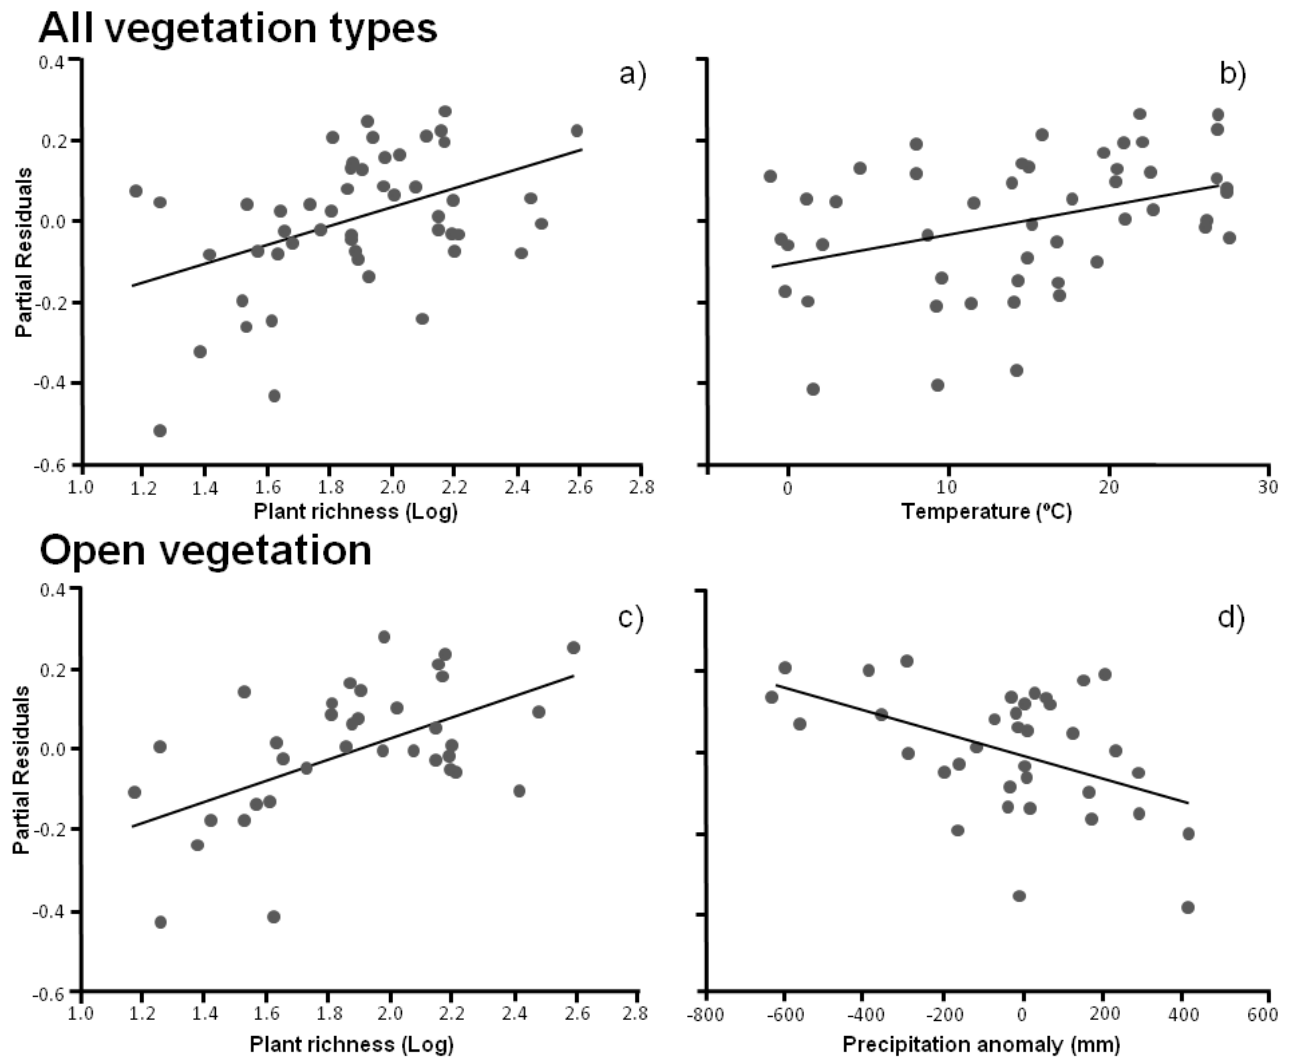 All vegetation types
a)
b)
0.4
0.2
0.0
-0.2
-0.4
-0.6
Partial Residuals
1.0 1.2 1.4 1.6 1.8 2.0 2.2 2.4 2.6 2.8
Plant richness (Log)
0 10 20 30
Temperature (ºC)
Open vegetation
c)
d)
0.4
0.2
0.0
-0.2
-0.4
-0.6
Partial Residuals
1.0 1.2 1.4 1.6 1.8 2.0 2.2 2.4 2.6 2.8
Plant richness (Log)
-800 -600 -400 -200 0 200 400 600
Precipitation anomaly (mm)